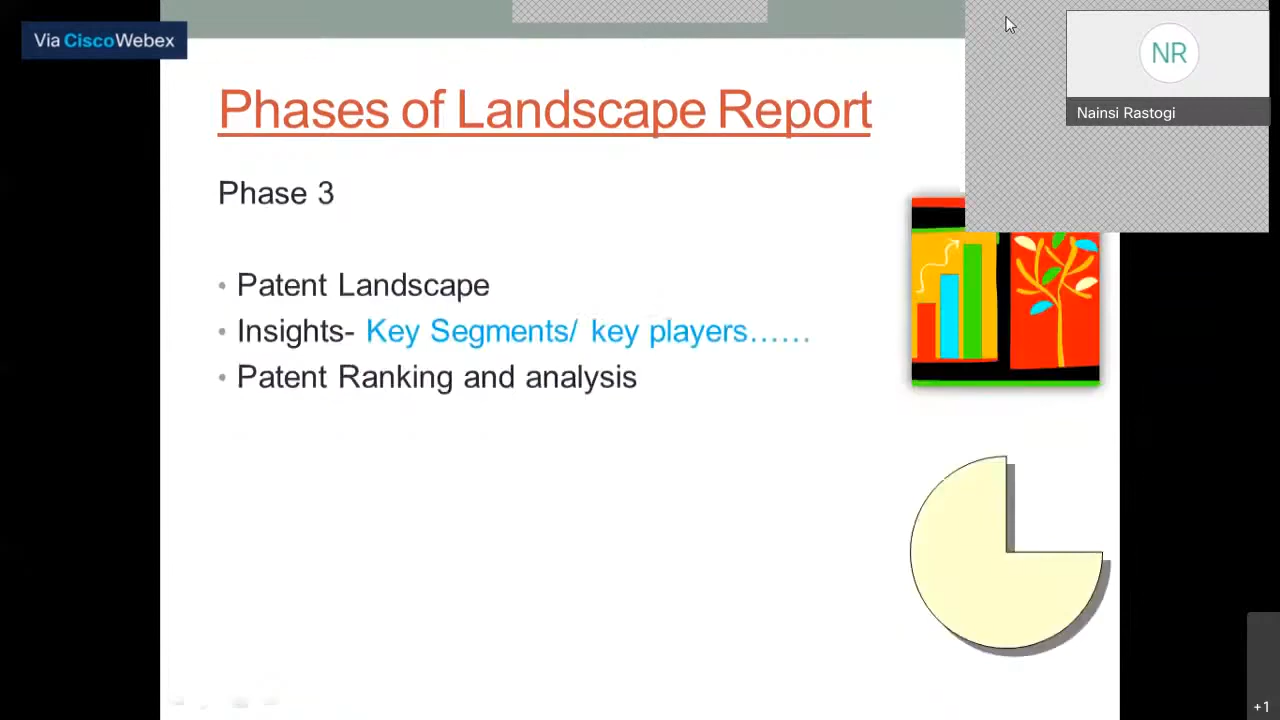 Via CiscoWebex
NR
Nainsi Rastogi
Phases of Landscape Report
Phase 3
• Patent Landscape
• Insights- Key Segments/ key players……
• Patent Ranking and analysis
+1